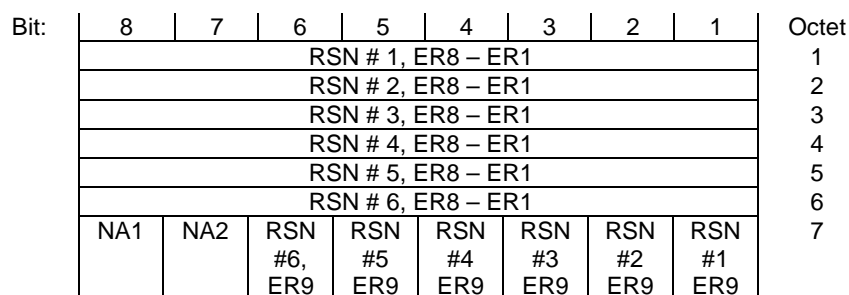 Bit: 8 7 6 5 4 3 2 1 Octet
RSN # 1, ER8 – ER1 1
RSN # 2, ER8 – ER1 2
RSN # 3, ER8 – ER1 3
RSN # 4, ER8 – ER1 4
RSN # 5, ER8 – ER1 5
RSN # 6, ER8 – ER1 6
NA1 NA2 RSN RSN RSN RSN RSN RSN 7
#6, #5 #4 #3 #2 #1
ER9 ER9 ER9 ER9 ER9 ER9